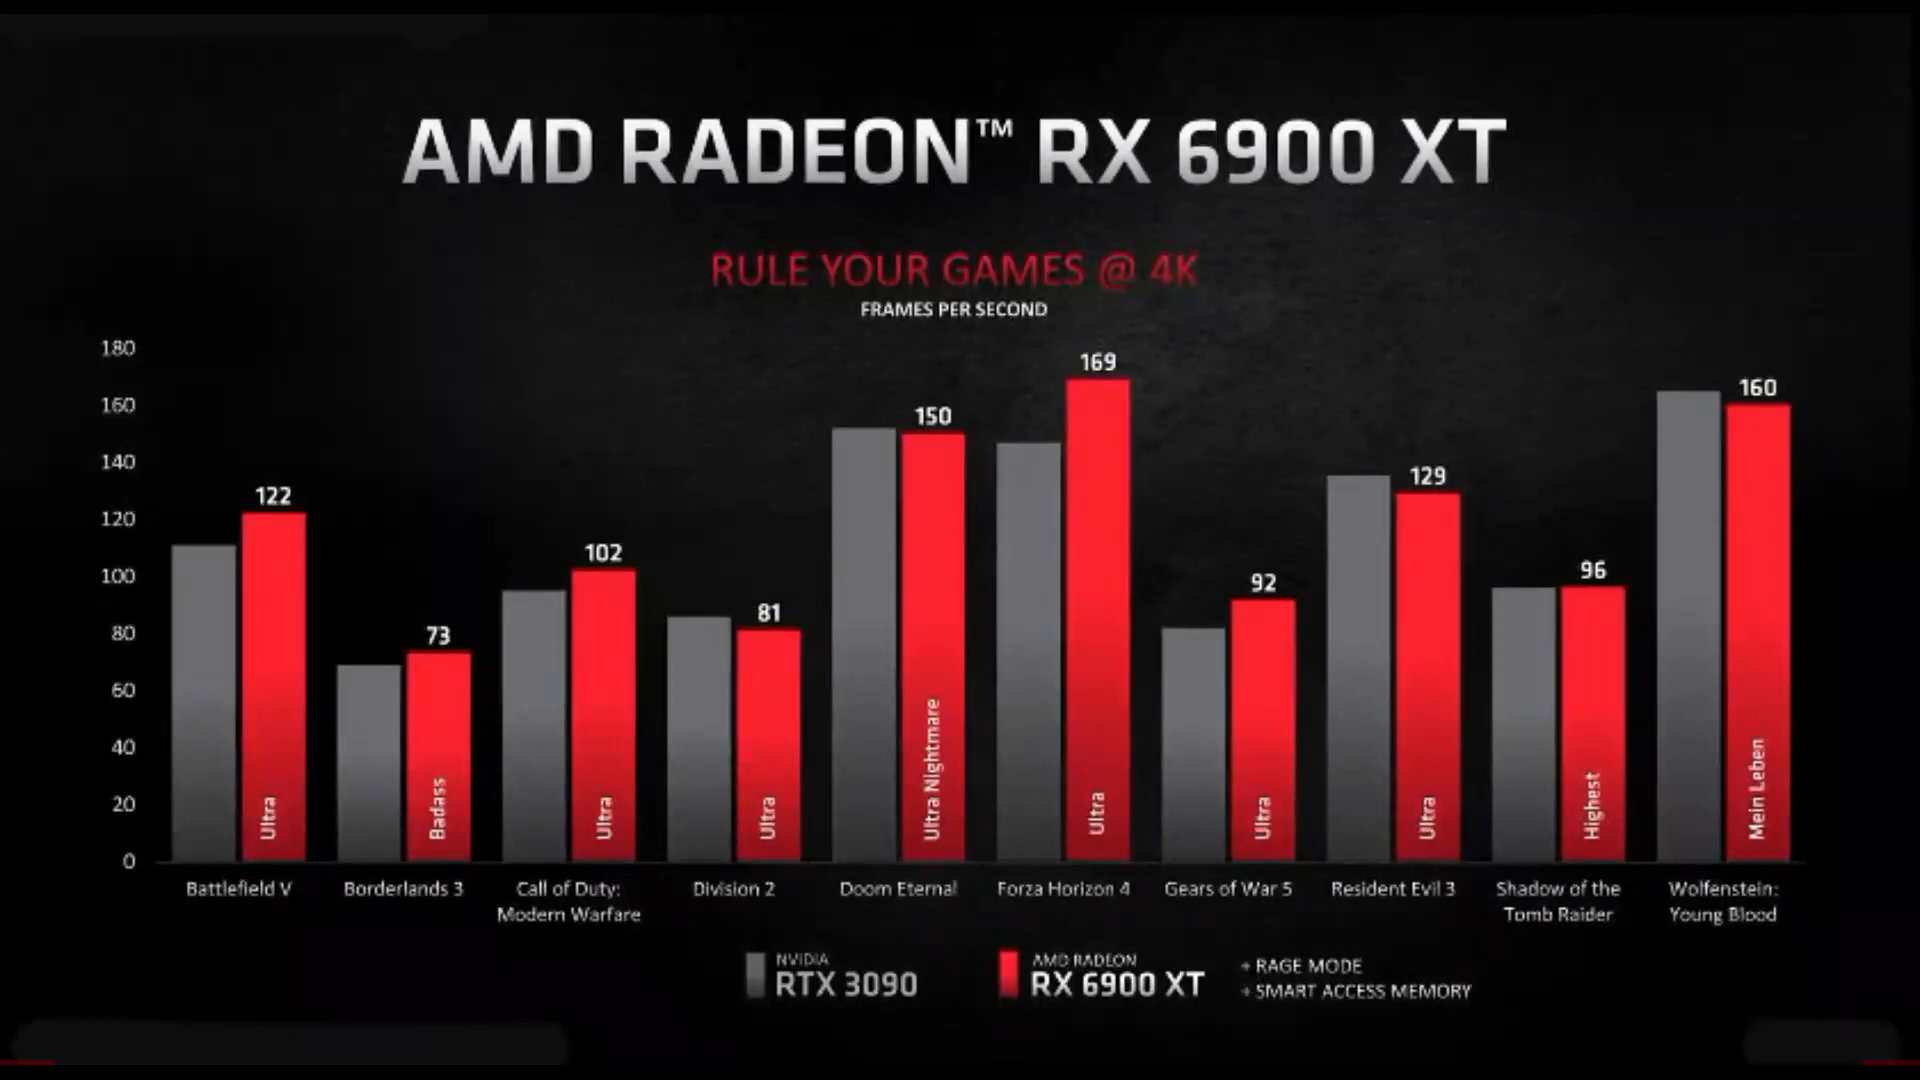 AMD RADEON™ RX 6900 XT
RULE YOUR GAMES @ 4K
FRAMES PER SECOND
180
160
140
120
100
80
60
40
20
0
122
73
102
81
150
169
92
129
96
160
Ultra
Badass
Ultra
Ultra
Ultra Nightmare
Ultra
Ultra
Ultra
Highest
Mein Leben
Battlefield V
Borderlands 3
Call of Duty:
Modern Warfare
Division 2
Doom Eternal
Forza Horizon 4
Gears of War 5
Resident Evil 3
Shadow of the
Tomb Raider
Wolfenstein:
Young Blood
NVIDIA
RTX 3090
AMD RADEON
RX 6900 XT
+ RAGE MODE
+ SMART ACCESS MEMORY